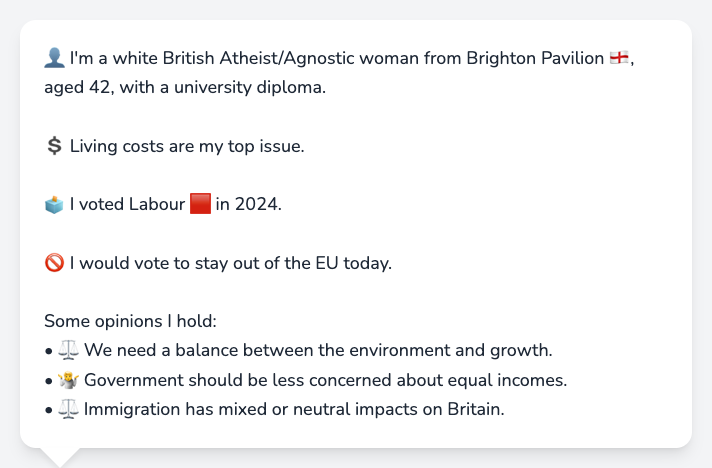 👤 I'm a white British Atheist/Agnostic woman from Brighton Pavilion 🏴󠁧󠁢󠁥󠁮󠁧󠁿,
aged 42, with a university diploma.
💲 Living costs are my top issue.
🗳️ I voted Labour 🟥 in 2024.
🚫 I would vote to stay out of the EU today.
Some opinions I hold:
• ⚖️ We need a balance between the environment and growth.
• 🤷 Government should be less concerned about equal incomes.
• ⚖️ Immigration has mixed or neutral impacts on Britain.